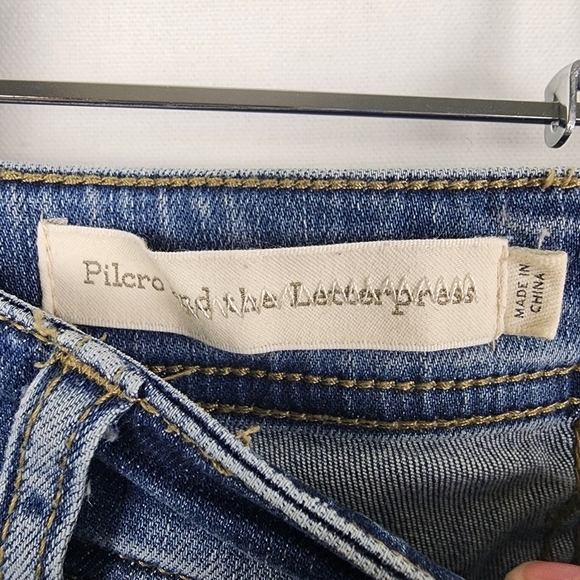 Pilcro and the Letterpress
MADE IN
CHINA